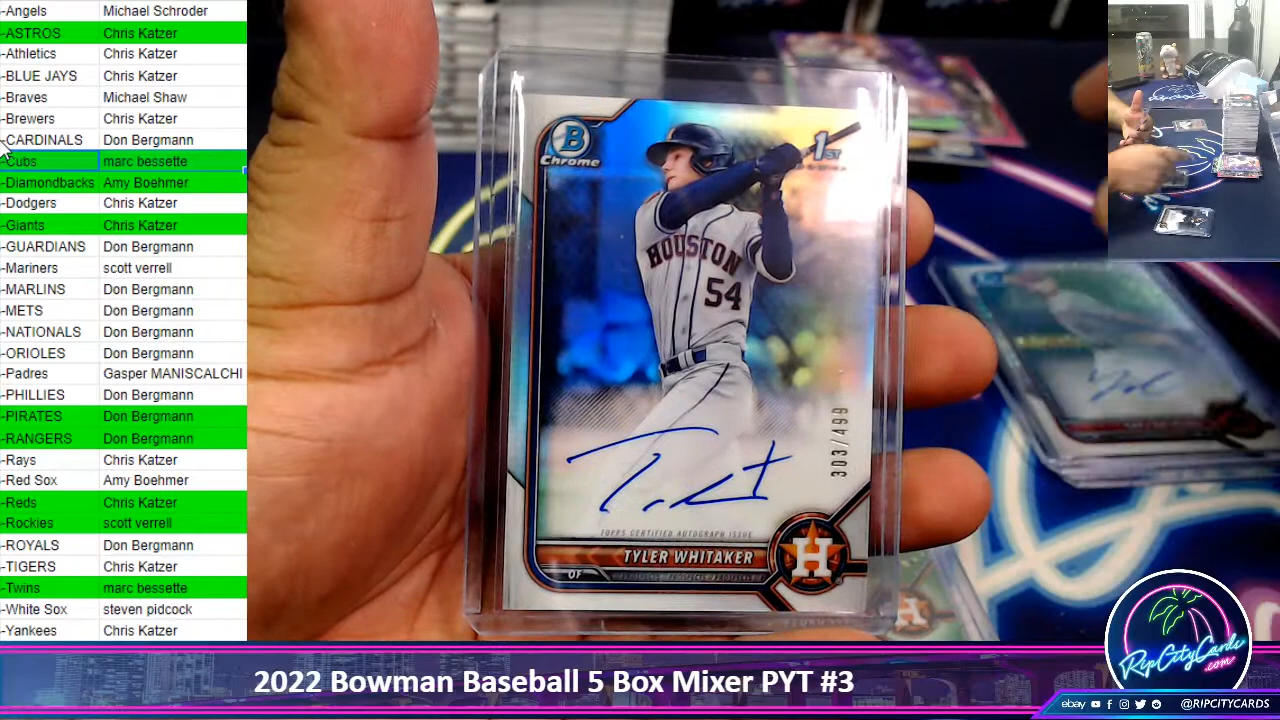 -Angels Michael Schroder
-ASTROS Chris Katzer
-Athletics Chris Katzer
-BLUE JAYS Chris Katzer
-Braves Michael Shaw
-Brewers Chris Katzer
-CARDINALS Don Bergmann
-Cubs marc bessette
-Diamondbacks Amy Boehmer
-Dodgers Chris Katzer
-Giants Chris Katzer
-GUARDIANS Don Bergmann
-Mariners scott verrell
-MARLINS Don Bergmann
-METS Don Bergmann
-NATIONALS Don Bergmann
-ORIOLES Don Bergmann
-Padres Gasper MANISCALCHI
-PHILLIES Don Bergmann
-PIRATES Don Bergmann
-RANGERS Don Bergmann
-Rays Chris Katzer
-Red Sox Amy Boehmer
-Reds Chris Katzer
-Rockies scott verrell
-ROYALS Don Bergmann
-TIGERS Chris Katzer
-Twins marc bessette
-White Sox steven pidcock
-Yankees Chris Katzer
B
Chrome
1ST
HOUSTON
54
303/499
TOPPS CERTIFIED AUTOGRAPH ISSUE
TYLER WHITAKER
OF
H
RipCityCards
.com
2022 Bowman Baseball 5 Box Mixer PYT #3
ebay @RIPCITYCARDS